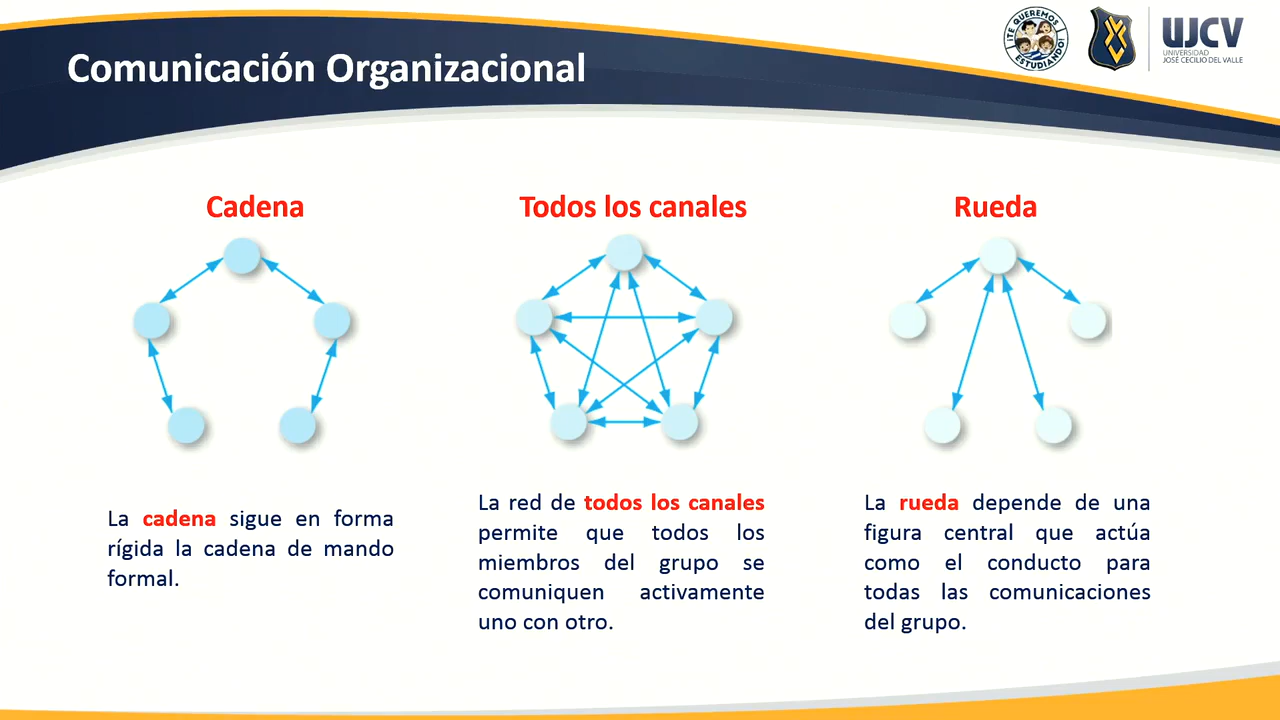 Comunicación Organizacional
¡TE QUEREMOS
ESTUDIANDO!
UJCV
UNIVERSIDAD
JOSÉ CECILIO DEL VALLE
Cadena
La cadena sigue en forma
rígida la cadena de mando
formal.
Todos los canales
La red de todos los canales
permite que todos los
miembros del grupo se
comuniquen activamente
uno con otro.
Rueda
La rueda depende de una
figura central que actúa
como el conducto para
todas las comunicaciones
del grupo.